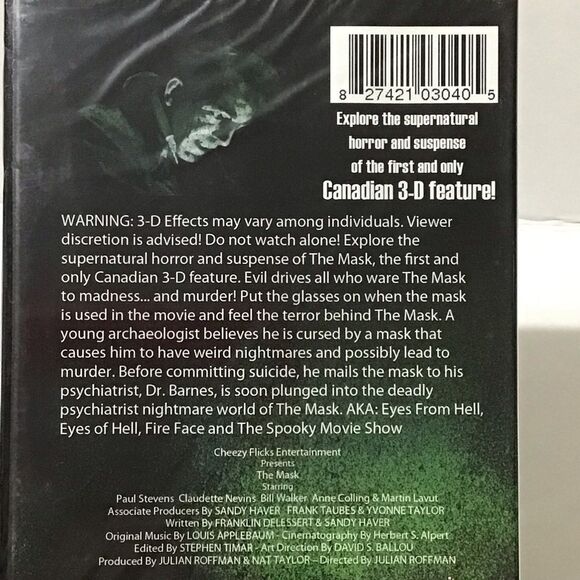 8 27421 03040 5
Explore the supernatural
horror and suspense
of the first and only
Canadian 3-D feature!
WARNING: 3-D Effects may vary among individuals. Viewer
discretion is advised! Do not watch alone! Explore the
supernatural horror and suspense of The Mask, the first and
only Canadian 3-D feature. Evil drives all who ware The Mask
to madness... and murder! Put the glasses on when the mask
is used in the movie and feel the terror behind The Mask. A
young archaeologist believes he is cursed by a mask that
causes him to have weird nightmares and possibly lead to
murder. Before committing suicide, he mails the mask to his
psychiatrist, Dr. Barnes, is soon plunged into the deadly
psychiatrist nightmare world of The Mask. AKA: Eyes From Hell,
Eyes of Hell, Fire Face and The Spooky Movie Show
Cheezy Flicks Entertainment
Presents
The Mask
Starring
Paul Stevens Claudette Nevins Bill Walker Anne Colling & Martin Lavut
Associate Producers By SANDY HAVER FRANK TAUBES & YVONNE TAYLOR
Written By FRANKLIN DELESSERT & SANDY HAVER
Original Music By LOUIS APPLEBAUM - Cinematography By Herbert S. Alpert
Edited By STEPHEN TIMAR - Art Direction By DAVID S. BALLOU
Produced By JULIAN ROFFMAN & NAT TAYLOR - Directed By JULIAN ROFFMAN